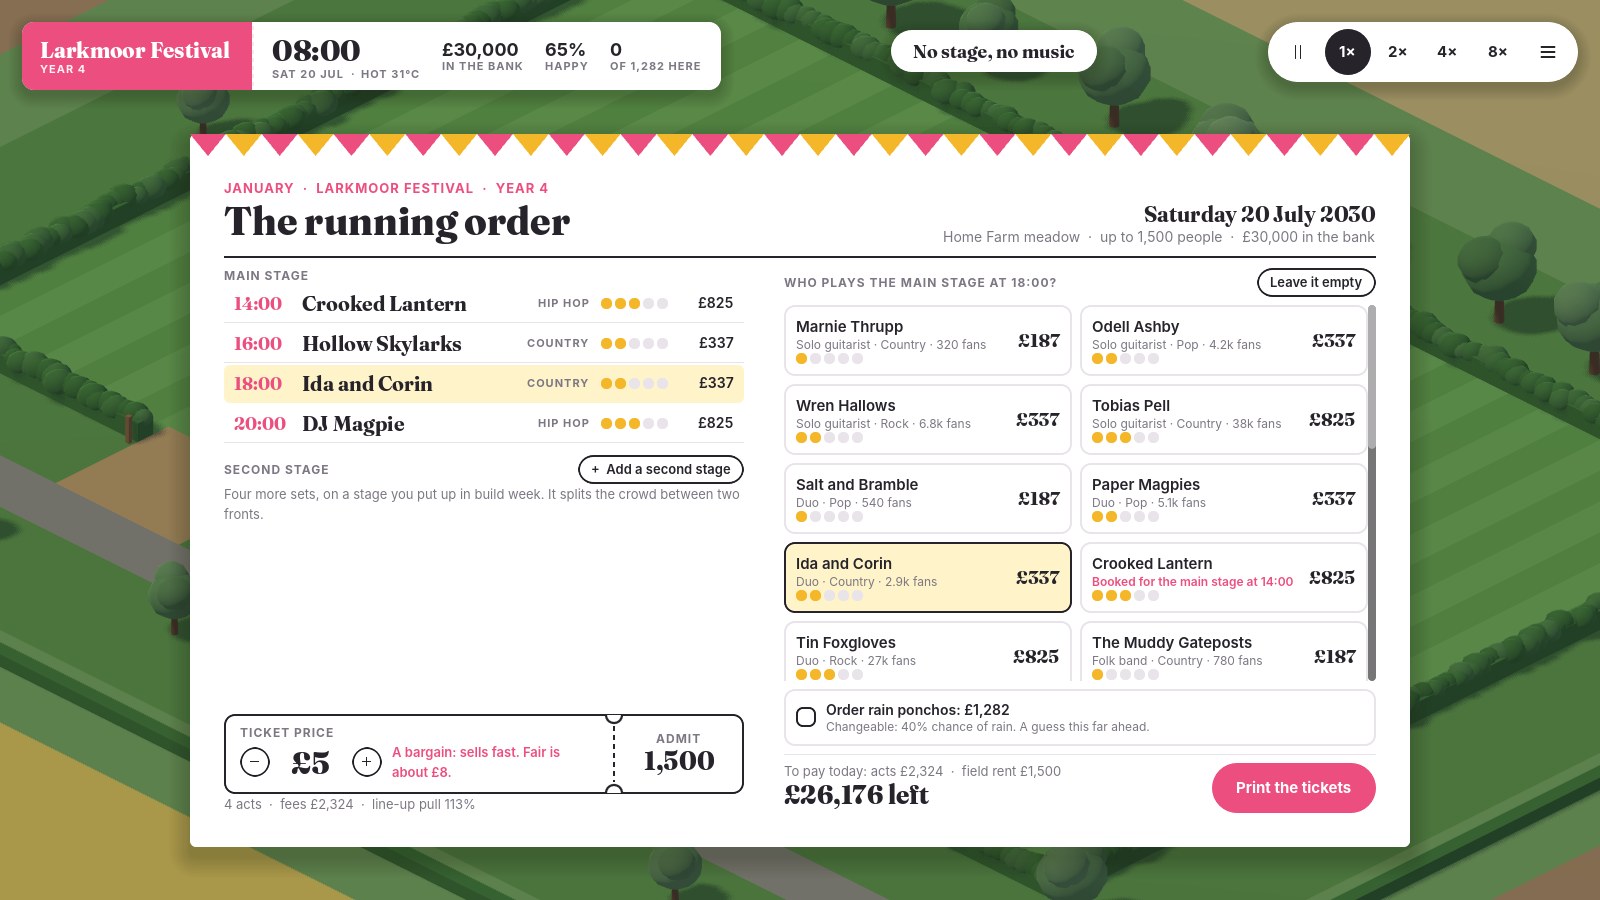 Larkmoor Festival
YEAR 4
08:00
SAT 20 JUL · HOT 31°C
£30,000
IN THE BANK
65%
HAPPY
0
OF 1,282 HERE
No stage, no music
1×
2×
4×
8×
JANUARY · LARKMOOR FESTIVAL · YEAR 4
The running order
Saturday 20 July 2030
Home Farm meadow · up to 1,500 people · £30,000 in the bank
MAIN STAGE
14:00 Crooked Lantern HIP HOP £825
16:00 Hollow Skylarks COUNTRY £337
18:00 Ida and Corin COUNTRY £337
20:00 DJ Magpie HIP HOP £825
SECOND STAGE
+ Add a second stage
Four more sets, on a stage you put up in build week. It splits the crowd between two
fronts.
TICKET PRICE
− £5 +
A bargain: sells fast. Fair is
about £8.
ADMIT
1,500
4 acts · fees £2,324 · line-up pull 113%
WHO PLAYS THE MAIN STAGE AT 18:00?
Leave it empty
Marnie Thrupp
Solo guitarist · Country · 320 fans
£187
Odell Ashby
Solo guitarist · Pop · 4.2k fans
£337
Wren Hallows
Solo guitarist · Rock · 6.8k fans
£337
Tobias Pell
Solo guitarist · Country · 38k fans
£825
Salt and Bramble
Duo · Pop · 540 fans
£187
Paper Magpies
Duo · Pop · 5.1k fans
£337
Ida and Corin
Duo · Country · 2.9k fans
£337
Crooked Lantern
Booked for the main stage at 14:00
£825
Tin Foxgloves
Duo · Rock · 27k fans
£825
The Muddy Gateposts
Folk band · Country · 780 fans
£187
Order rain ponchos: £1,282
Changeable: 40% chance of rain. A guess this far ahead.
To pay today: acts £2,324 · field rent £1,500
£26,176 left
Print the tickets